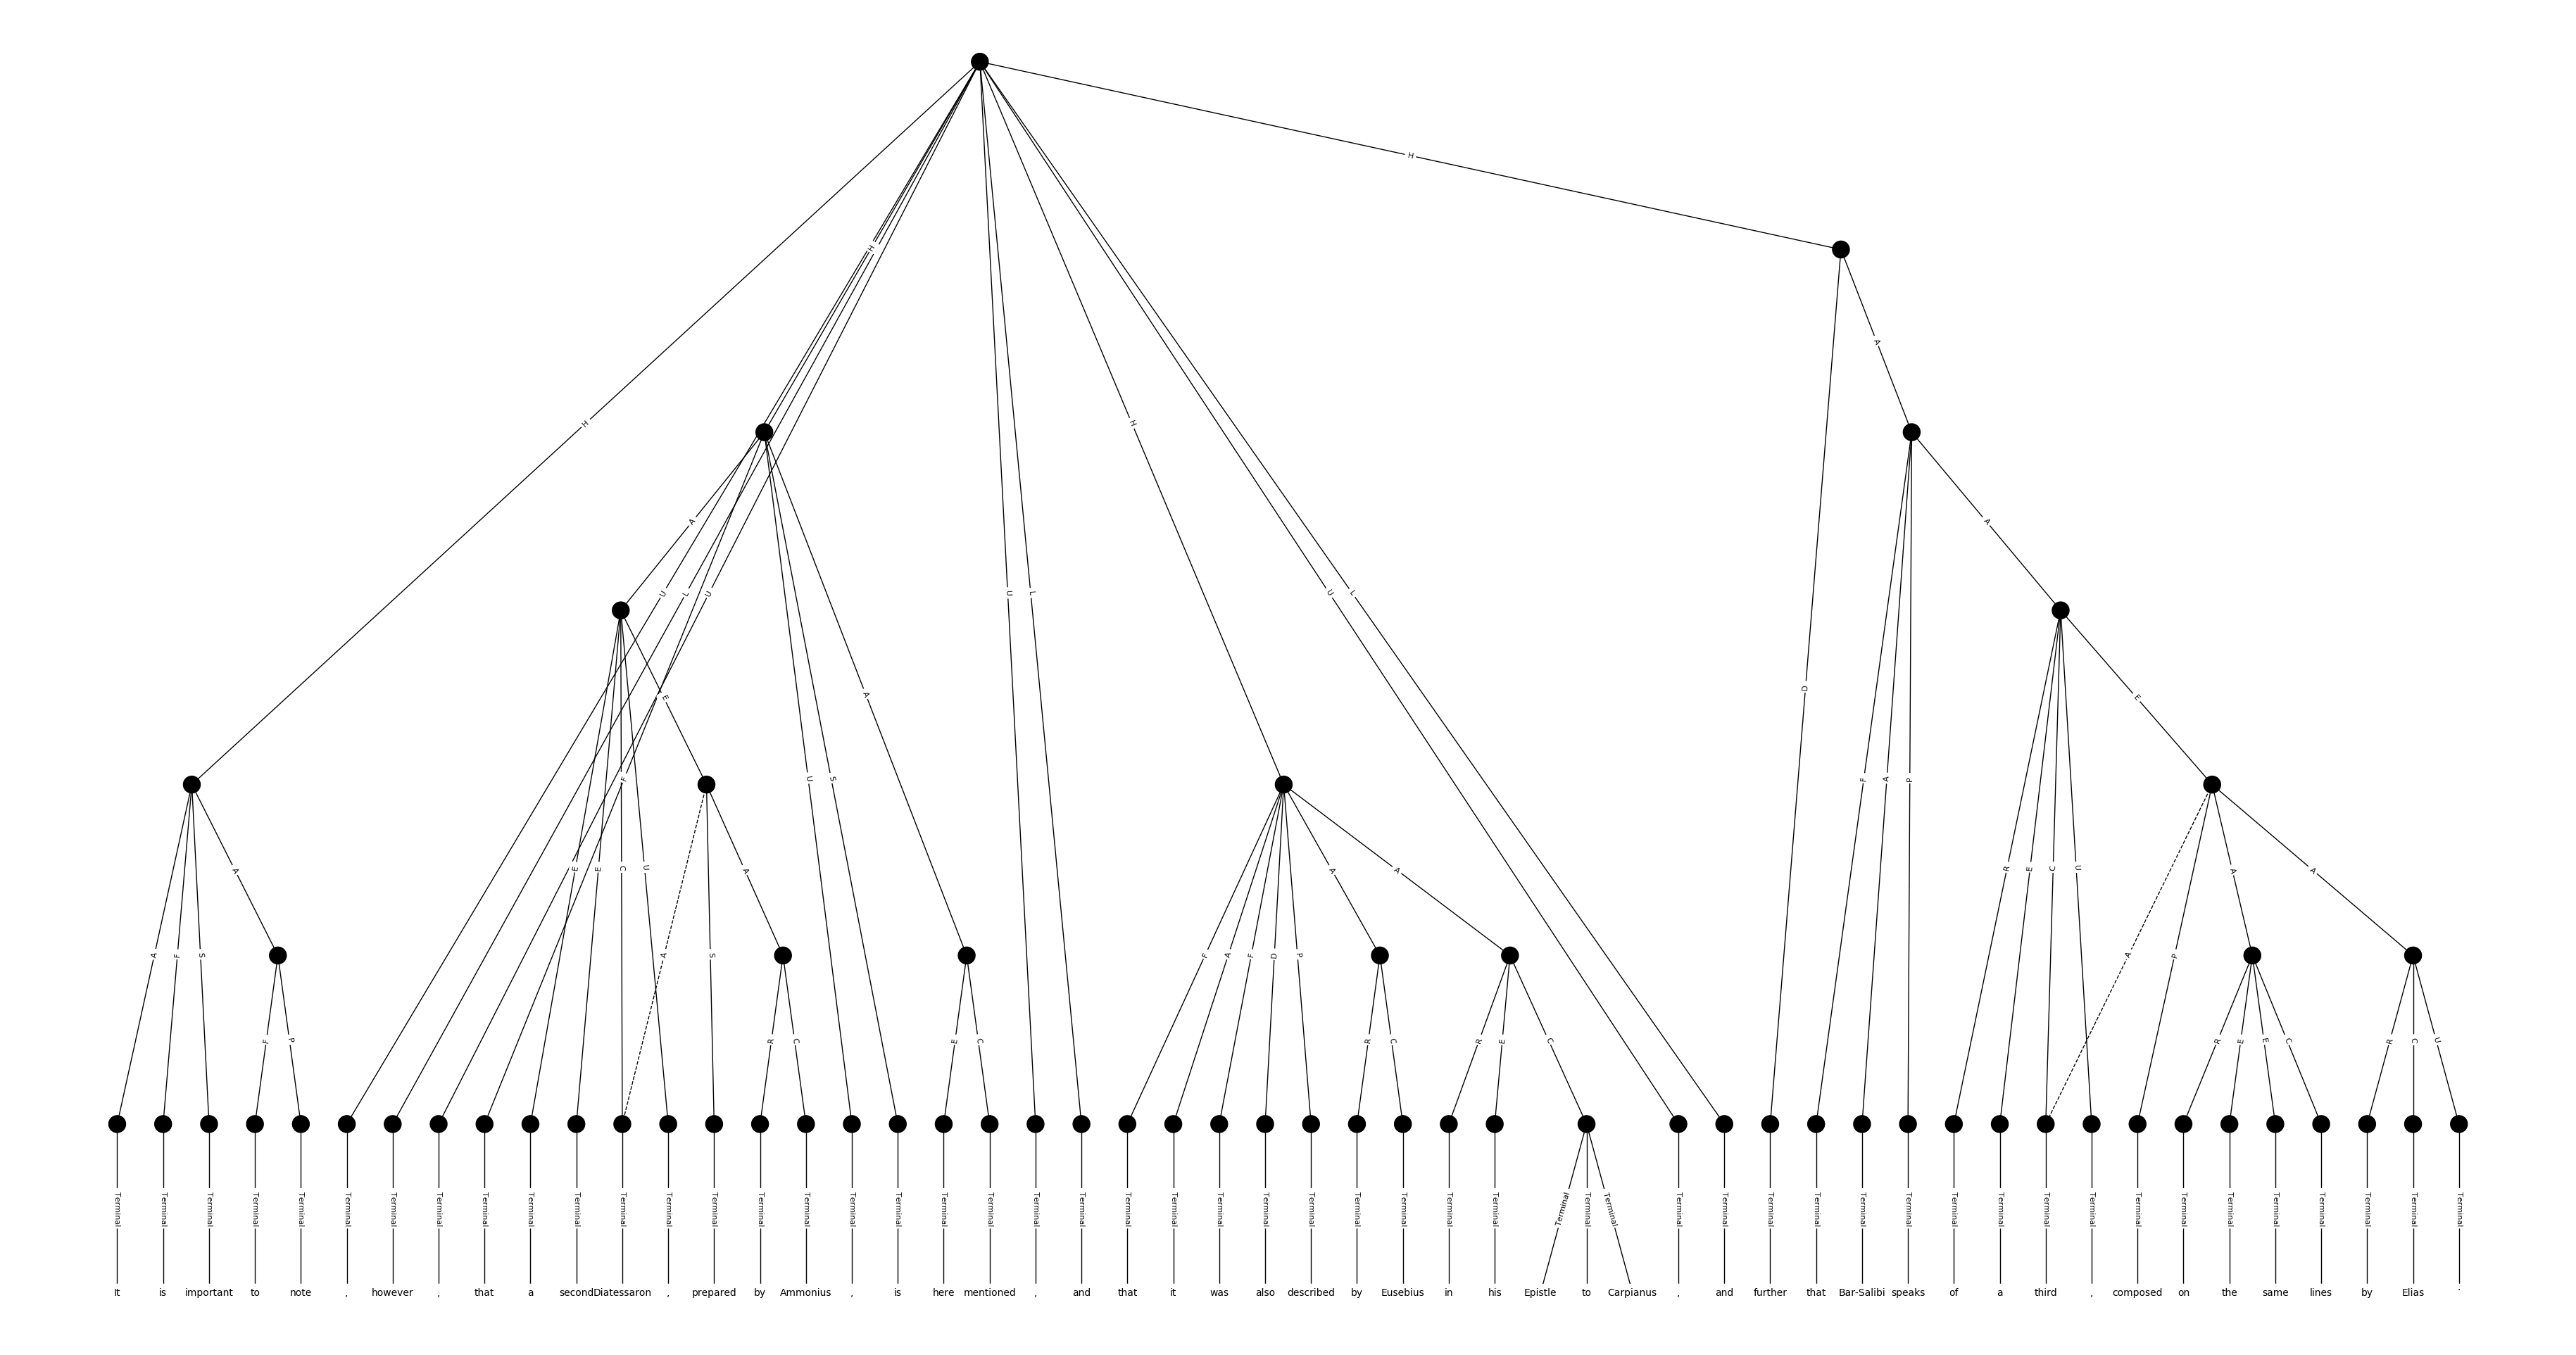 H
H
A
H
H
A
A
U
L
U
U
L
U
L
E
A
E
F
U
S
D
F
A
P
E
E
C
U
A
A
A
R
E
C
U
A
A
A
F
S
A
S
F
A
F
D
P
A
P
F
P
R
C
E
C
R
C
R
E
C
R
E
E
C
R
C
U
Terminal Terminal Terminal Terminal Terminal Terminal Terminal Terminal Terminal Terminal Terminal Terminal Terminal Terminal Terminal Terminal Terminal Terminal Terminal Terminal Terminal Terminal Terminal Terminal Terminal Terminal Terminal Terminal Terminal Terminal Terminal Terminal Terminal Terminal Terminal Terminal Terminal Terminal Terminal Terminal Terminal Terminal Terminal Terminal Terminal Terminal Terminal Terminal Terminal Terminal Terminal Terminal
It is important to note , however , that a second Diatessaron , prepared by Ammonius , is here mentioned , and that it was also described by Eusebius in his Epistle to Carpianus , and further that Bar-Salibi speaks of a third , composed on the same lines by Elias .